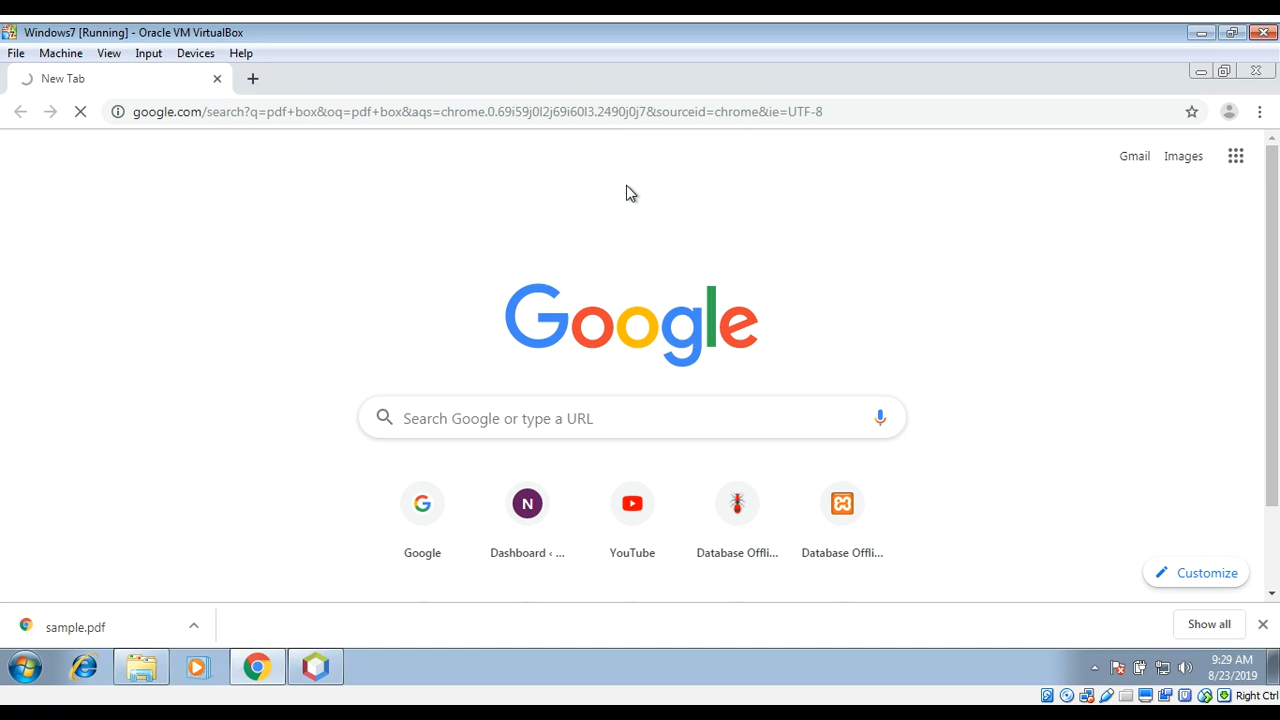 Windows7 [Running] - Oracle VM VirtualBox
File Machine View Input Devices Help
New Tab
google.com/search?q=pdf+box&oq=pdf+box&aqs=chrome.0.69i59j0l2j69i60l3.2490j0j7&sourceid=chrome&ie=UTF-8
Gmail Images
Google
Search Google or type a URL
N
Google Dashboard ‹ ... YouTube Database Offli... Database Offli...
Customize
sample.pdf Show all
9:29 AM
8/23/2019
Right Ctrl